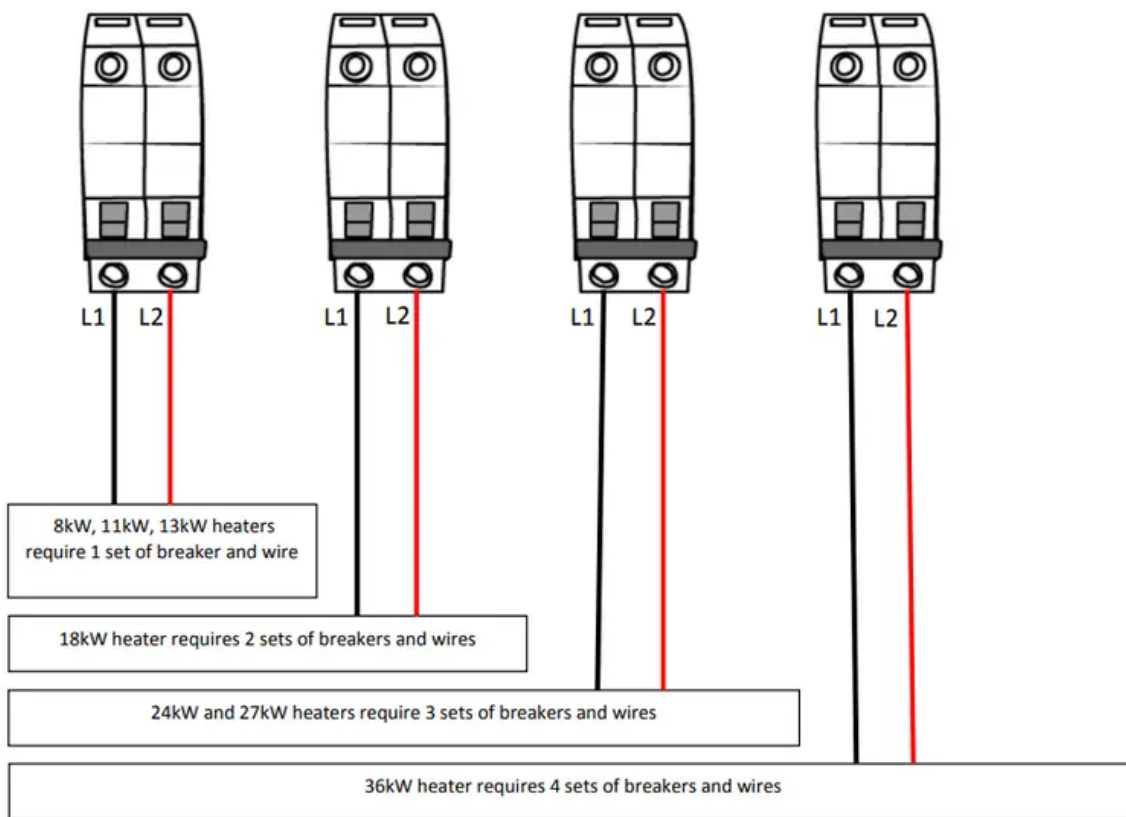 L1 L2 L1 L2 L1 L2 L1 L2
8kW, 11kW, 13kW heaters
require 1 set of breaker and wire
18kW heater requires 2 sets of breakers and wires
24kW and 27kW heaters require 3 sets of breakers and wires
36kW heater requires 4 sets of breakers and wires